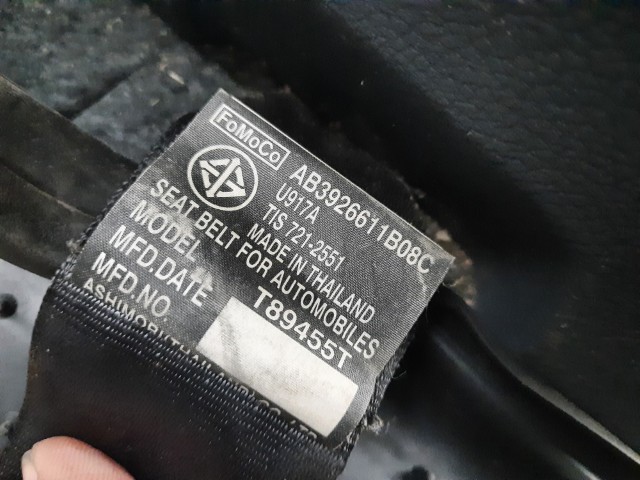 FoMoCo AB3926611B08C
U917A
TIS 721-2551
MADE IN THAILAND
SEAT BELT FOR AUTOMOBILES
MODEL T89455T
MFD.DATE
MFD.NO